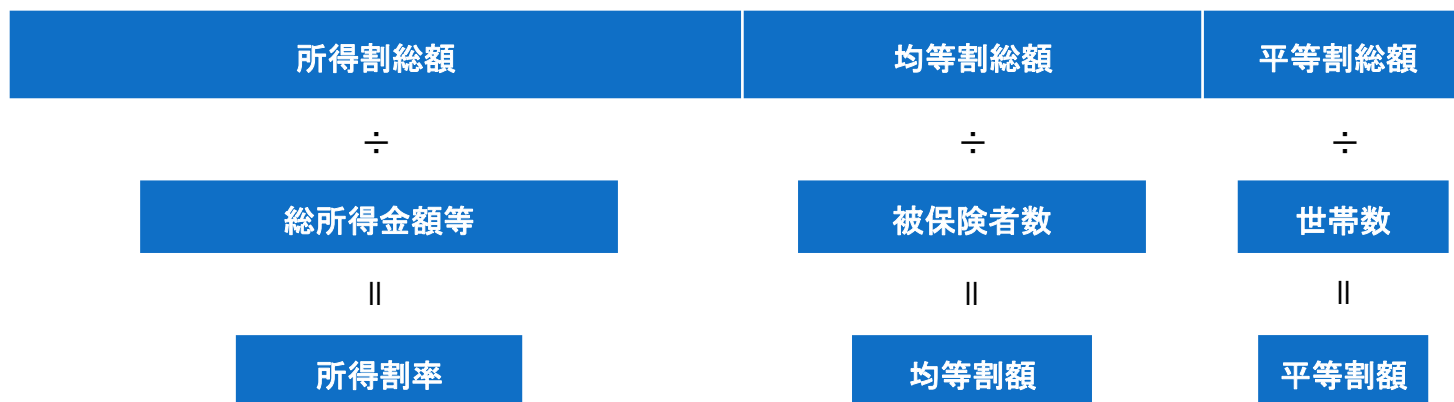 所得割総額 均等割総額 平等割総額
÷ ÷ ÷
総所得金額等 被保険者数 世帯数
॥ ॥ ॥
所得割率 均等割額 平等割額